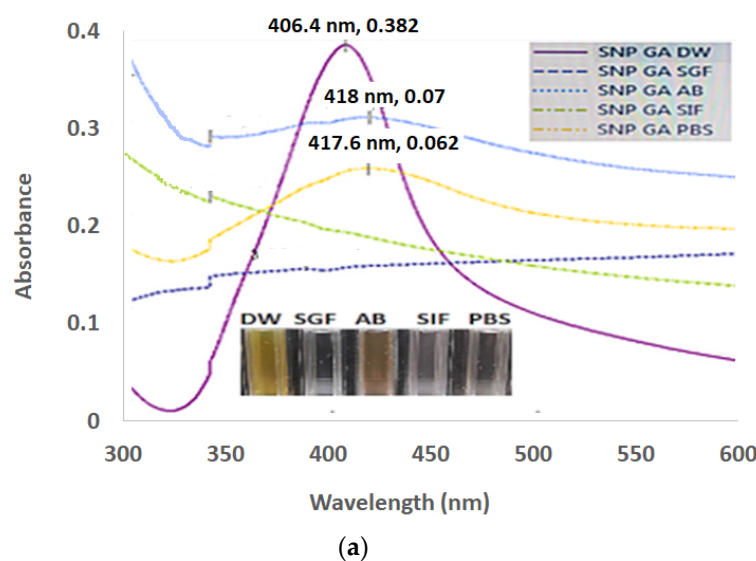 406.4 nm, 0.382
418 nm, 0.07
417.6 nm, 0.062
SNP GA DW
SNP GA SGF
SNP GA AB
SNP GA SIF
SNP GA PBS
Absorbance
0.4
0.3
0.2
0.1
0
DW SGF AB SIF PBS
300 350 400 450 500 550 600
Wavelength (nm)
(a)